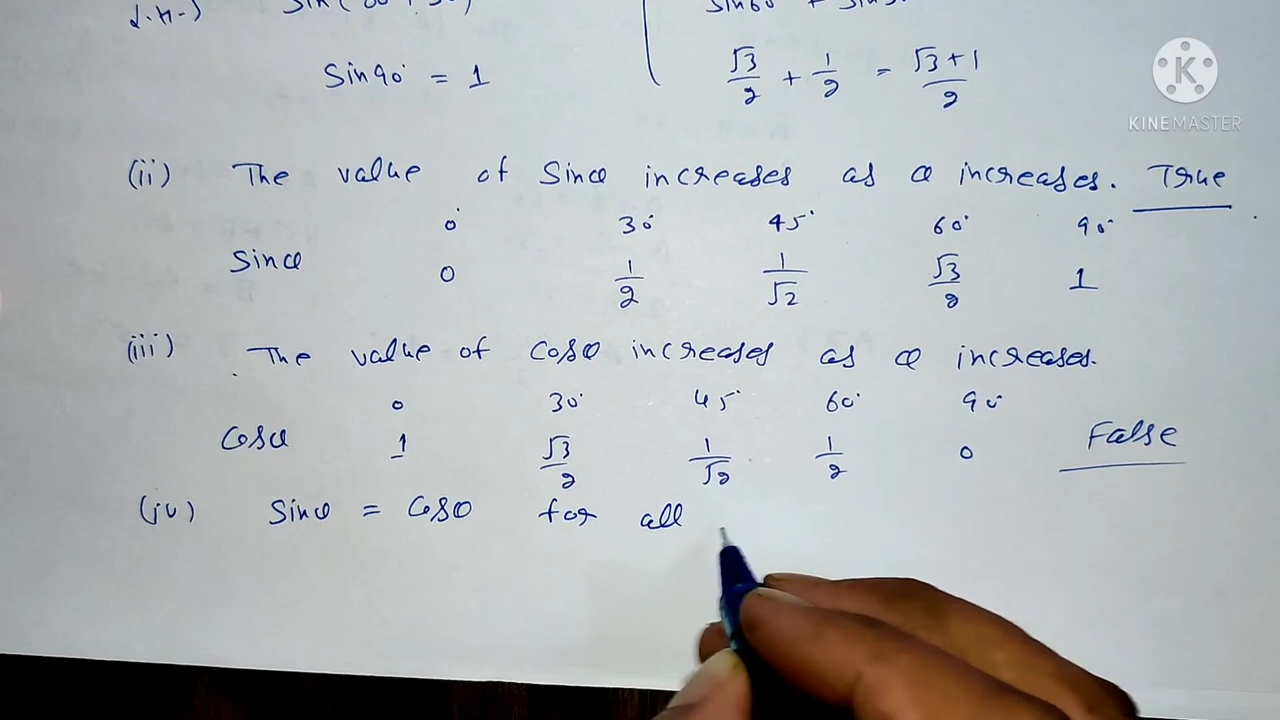 Sin90° = 1
√3/2 + 1/2 = √3+1/2
KINEMASTER
(ii) The value of Sinθ increases as θ increases. True
0° 30° 45° 60° 90°
Sinθ 0 1/2 1/√2 √3/2 1
(iii) The value of Cosθ increases as θ increases.
0 30° 45° 60° 90°
Cosθ 1 √3/2 1/√2 1/2 0 False
(iv) Sinθ = Cosθ for all